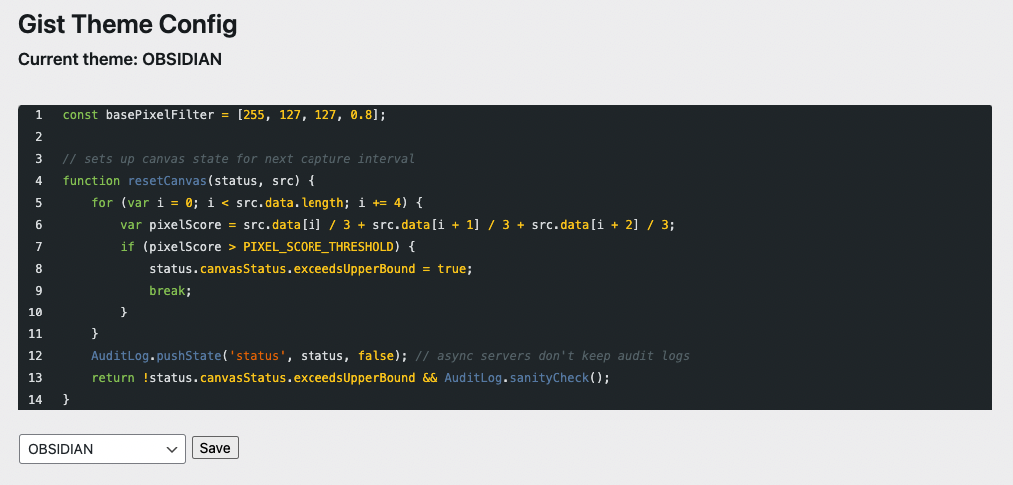 Gist Theme Config
Current theme: OBSIDIAN
1 const basePixelFilter = [255, 127, 127, 0.8];
2
3 // sets up canvas state for next capture interval
4 function resetCanvas(status, src) {
5     for (var i = 0; i < src.data.length; i += 4) {
6         var pixelScore = src.data[i] / 3 + src.data[i + 1] / 3 + src.data[i + 2] / 3;
7         if (pixelScore > PIXEL_SCORE_THRESHOLD) {
8             status.canvasStatus.exceedsUpperBound = true;
9             break;
10         }
11     }
12     AuditLog.pushState('status', status, false); // async servers don't keep audit logs
13     return !status.canvasStatus.exceedsUpperBound && AuditLog.sanityCheck();
14 }
OBSIDIAN Save